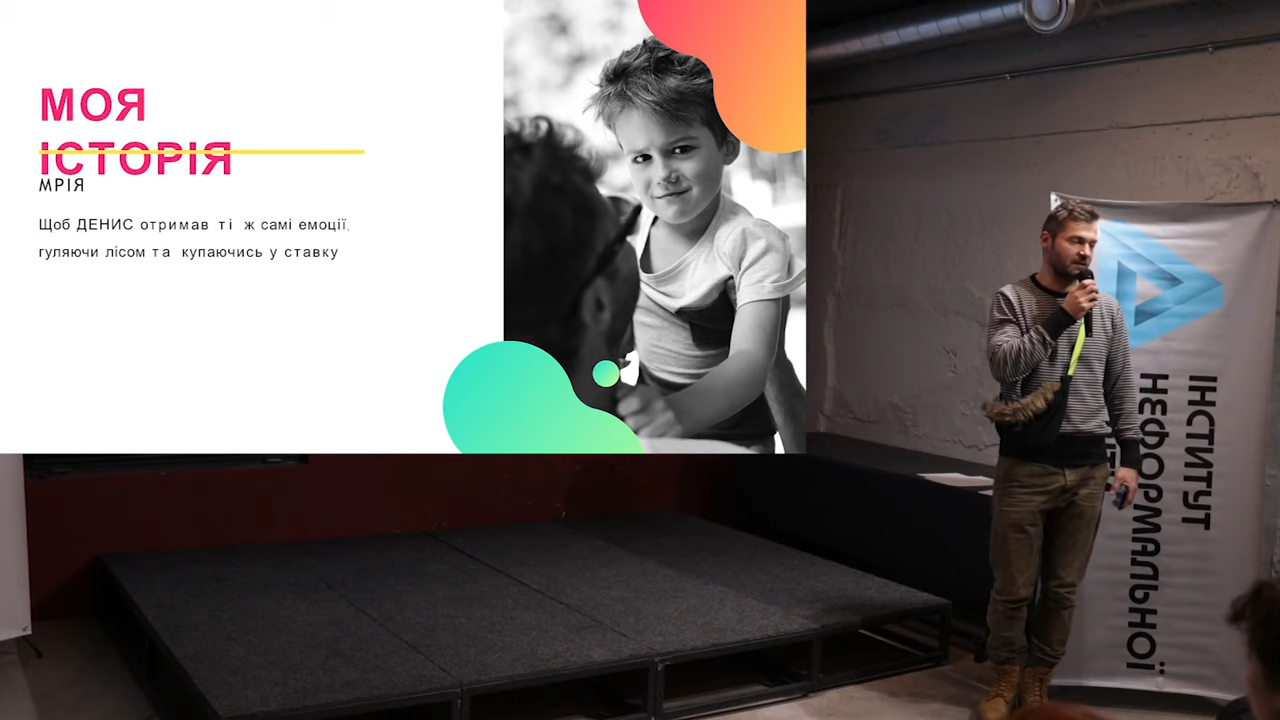 МОЯ
ІСТОРІЯ
МРІЯ
Щоб ДЕНИС отримав ті ж самі емоції,
гуляючи лісом та купаючись у ставку
ІНСТИТУТ
НЕФОРМАЛЬНОЇ